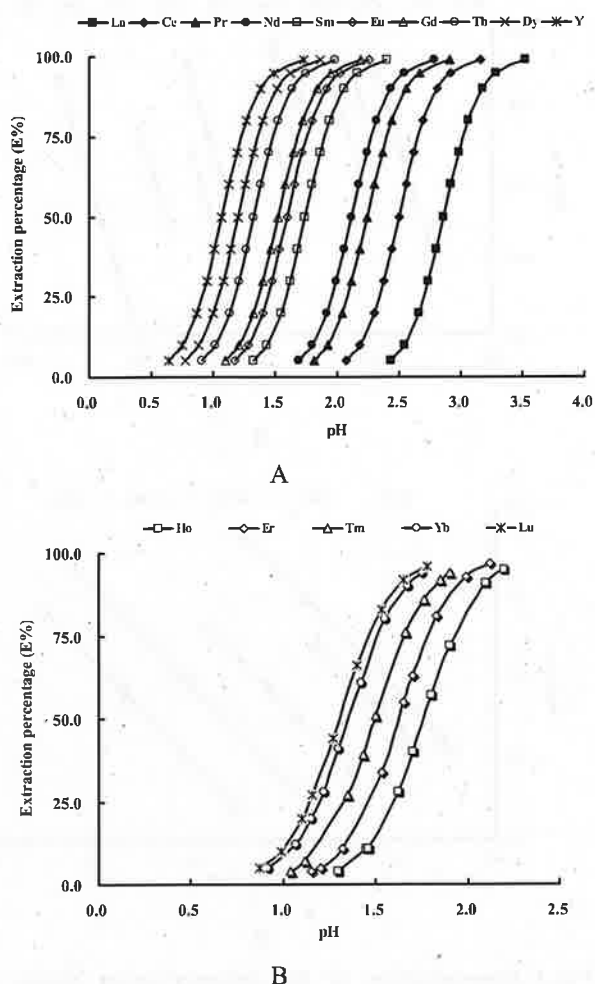 La Ce Pr Nd Sm Eu Gd Tb Dy Y
100.0
75.0
50.0
25.0
0.0
Extraction percentage (E%)
0.0 0.5 1.0 1.5 2.0 2.5 3.0 3.5 4.0
pH
A
Ho Er Tm Yb Lu
100.0
75.0
50.0
25.0
0.0
Extraction percentage (E%)
0.0 0.5 1.0 1.5 2.0 2.5
pH
B